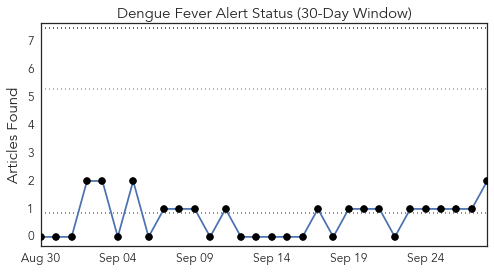 Dengue Fever Alert Status (30-Day Window)
Articles Found
7
6
5
4
3
2
1
0
Aug 30 Sep 04 Sep 09 Sep 14 Sep 19 Sep 24